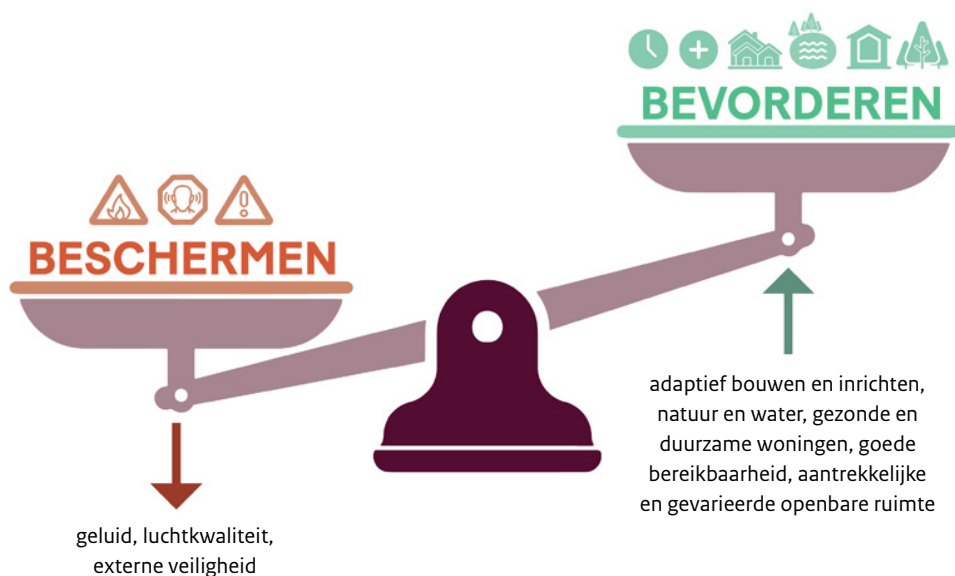 BEVORDEREN
BESCHERMEN
adaptief bouwen en inrichten,
natuur en water, gezonde en
duurzame woningen, goede
bereikbaarheid, aantrekkelijke
en gevarieerde openbare ruimte
geluid, luchtkwaliteit,
externe veiligheid